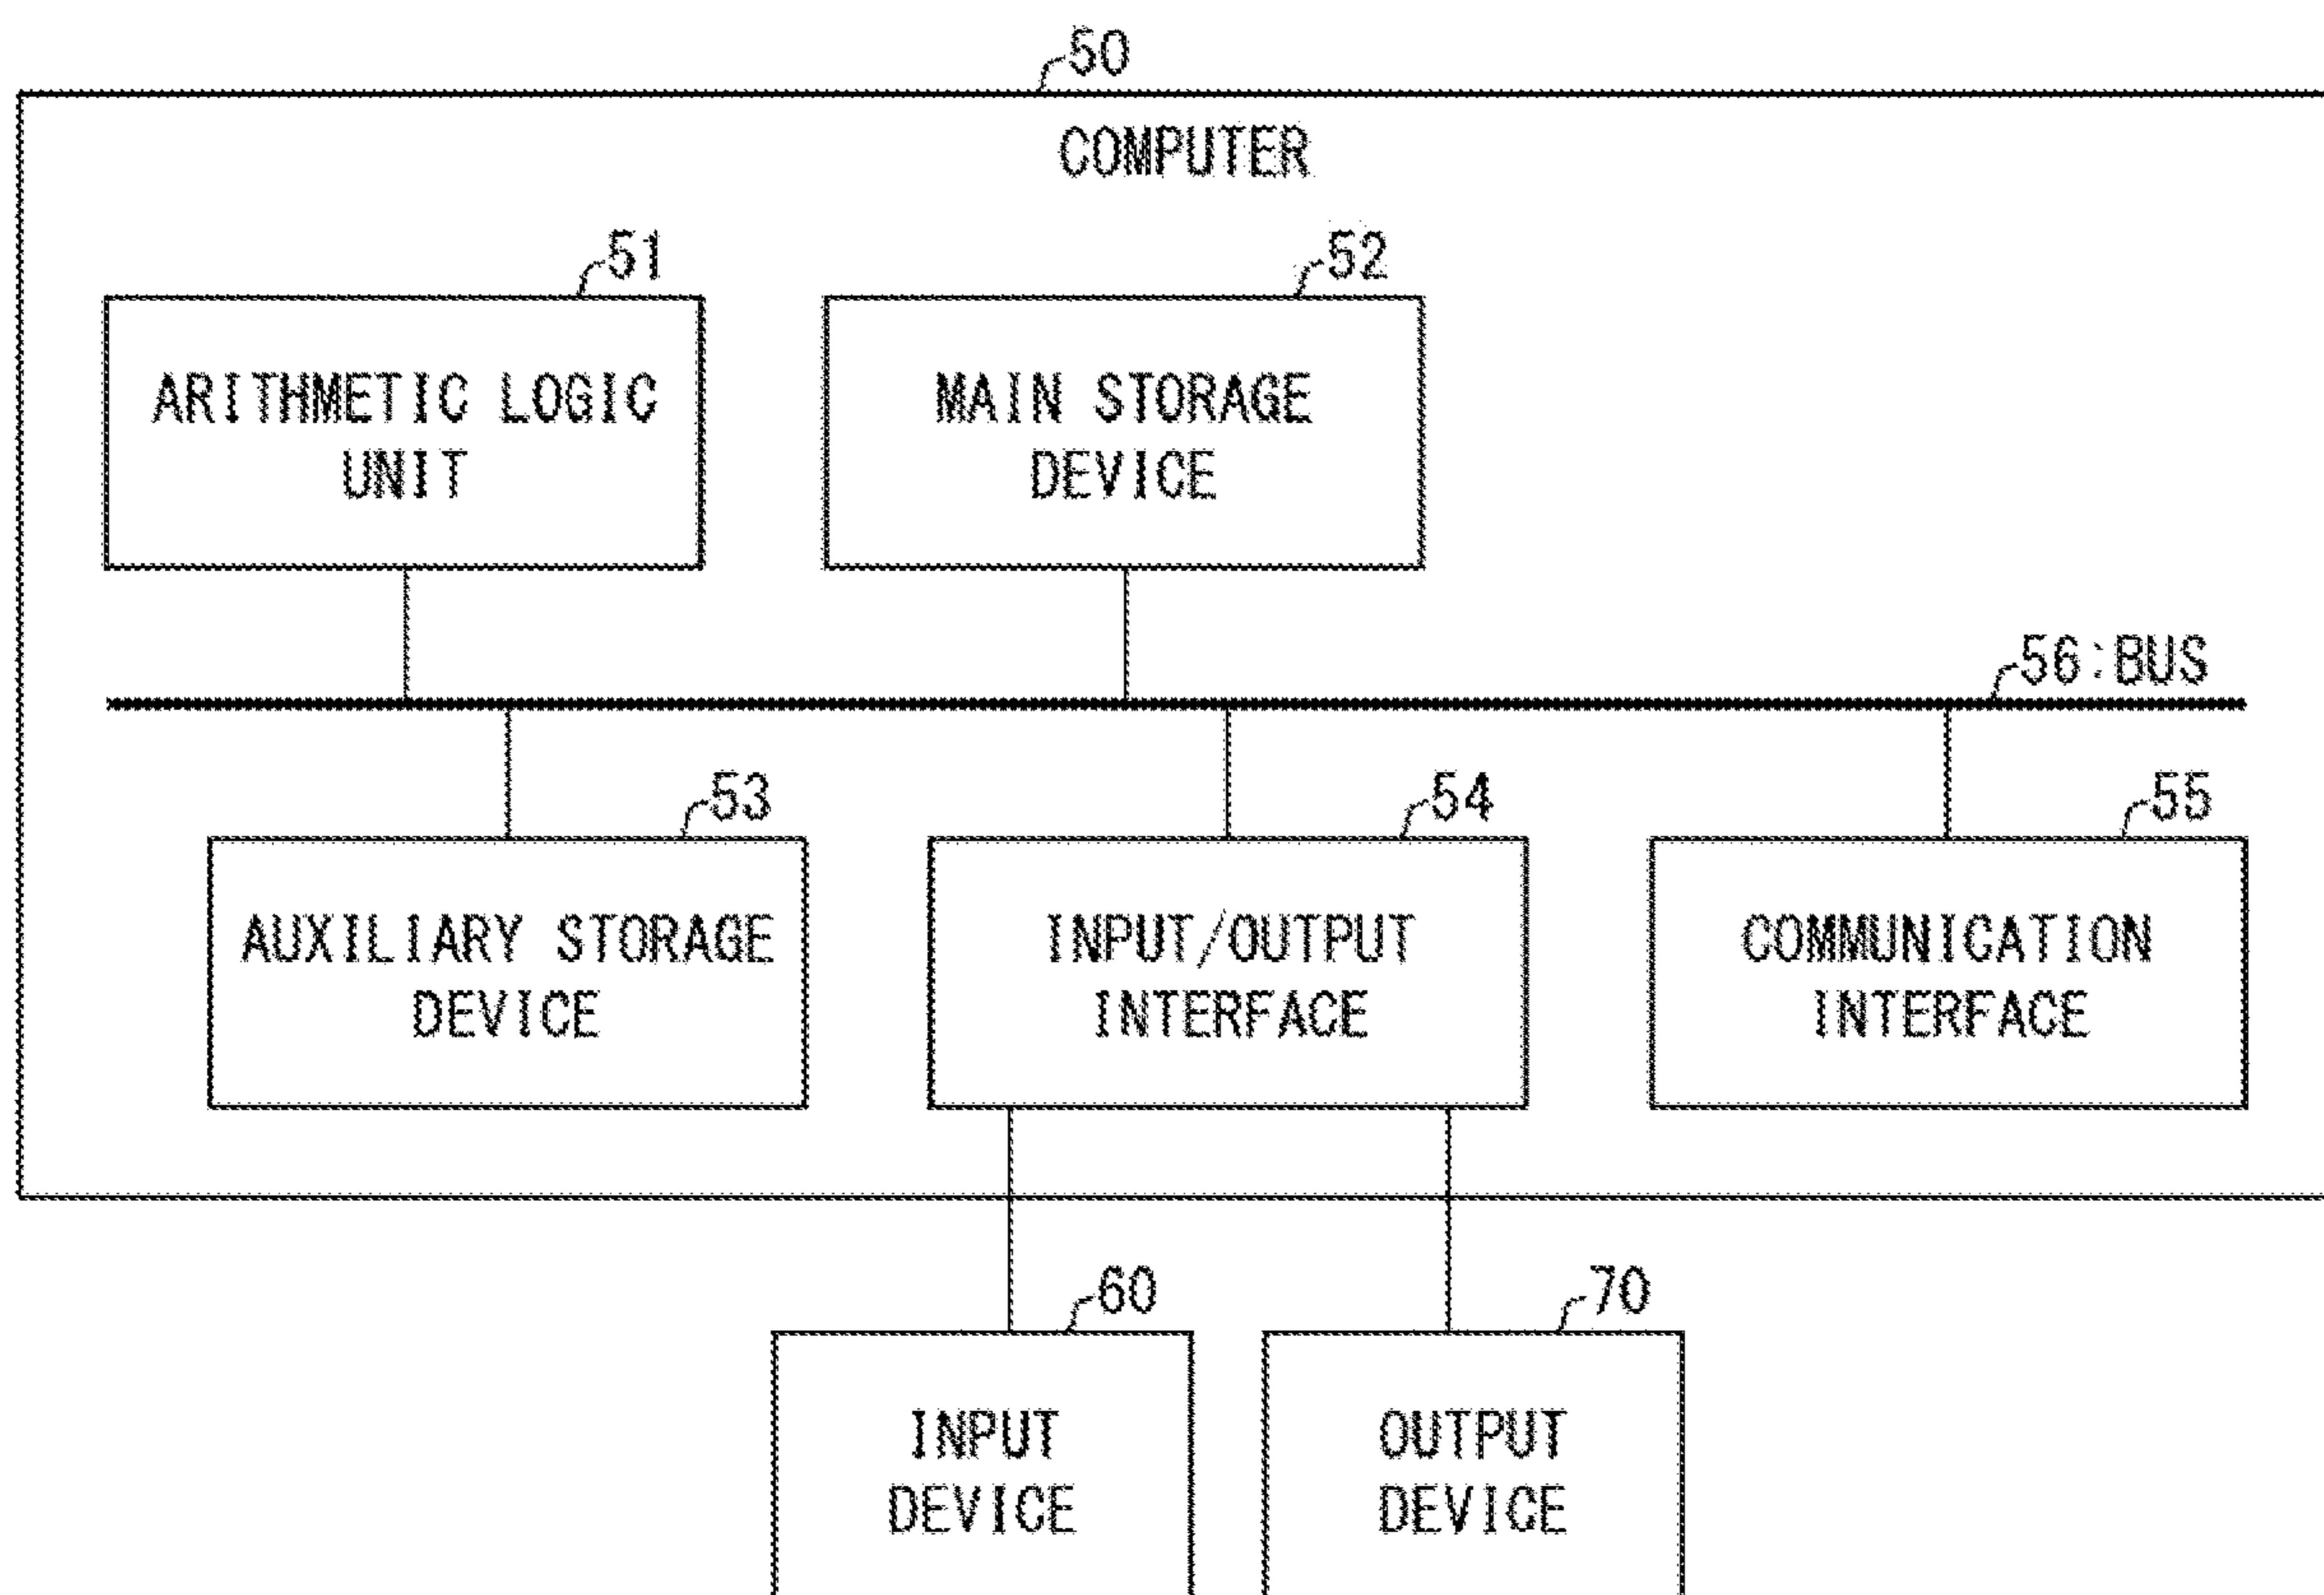 50
COMPUTER
51
52
ARITHMETIC LOGIC
UNIT
MAIN STORAGE
DEVICE
56:BUS
53
54
55
AUXILIARY STORAGE
DEVICE
INPUT/OUTPUT
INTERFACE
COMMUNICATION
INTERFACE
60
70
INPUT
DEVICE
OUTPUT
DEVICE